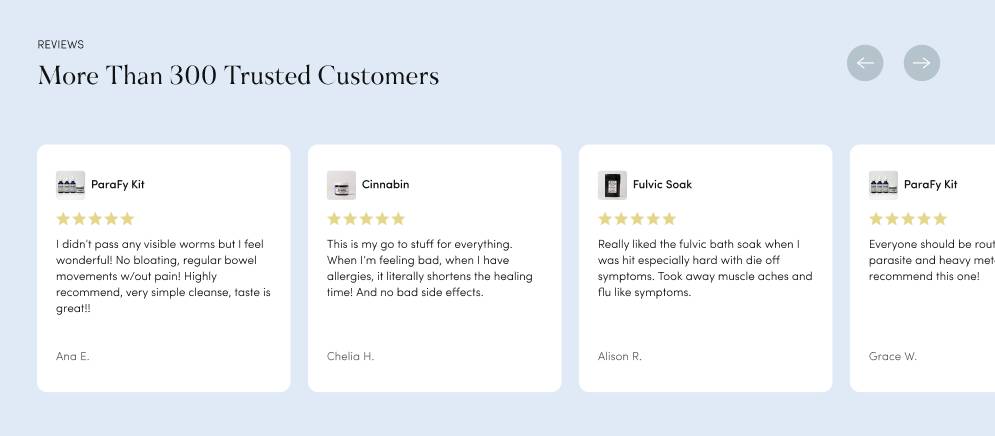 REVIEWS
More Than 300 Trusted Customers
ParaFy Kit
I didn't pass any visible worms but I feel
wonderful! No bloating, regular bowel
movements w/out pain! Highly
recommend, very simple cleanse, taste is
great!!
Ana E.
Cinnabin
This is my go to stuff for everything.
When I'm feeling bad, when I have
allergies, it literally shortens the healing
time! And no bad side effects.
Chelia H.
Fulvic Soak
Really liked the fulvic bath soak when I
was hit especially hard with die off
symptoms. Took away muscle aches and
flu like symptoms.
Alison R.
ParaFy Kit
Everyone should be
parasite and heavy
recommend this one!
Grace W.